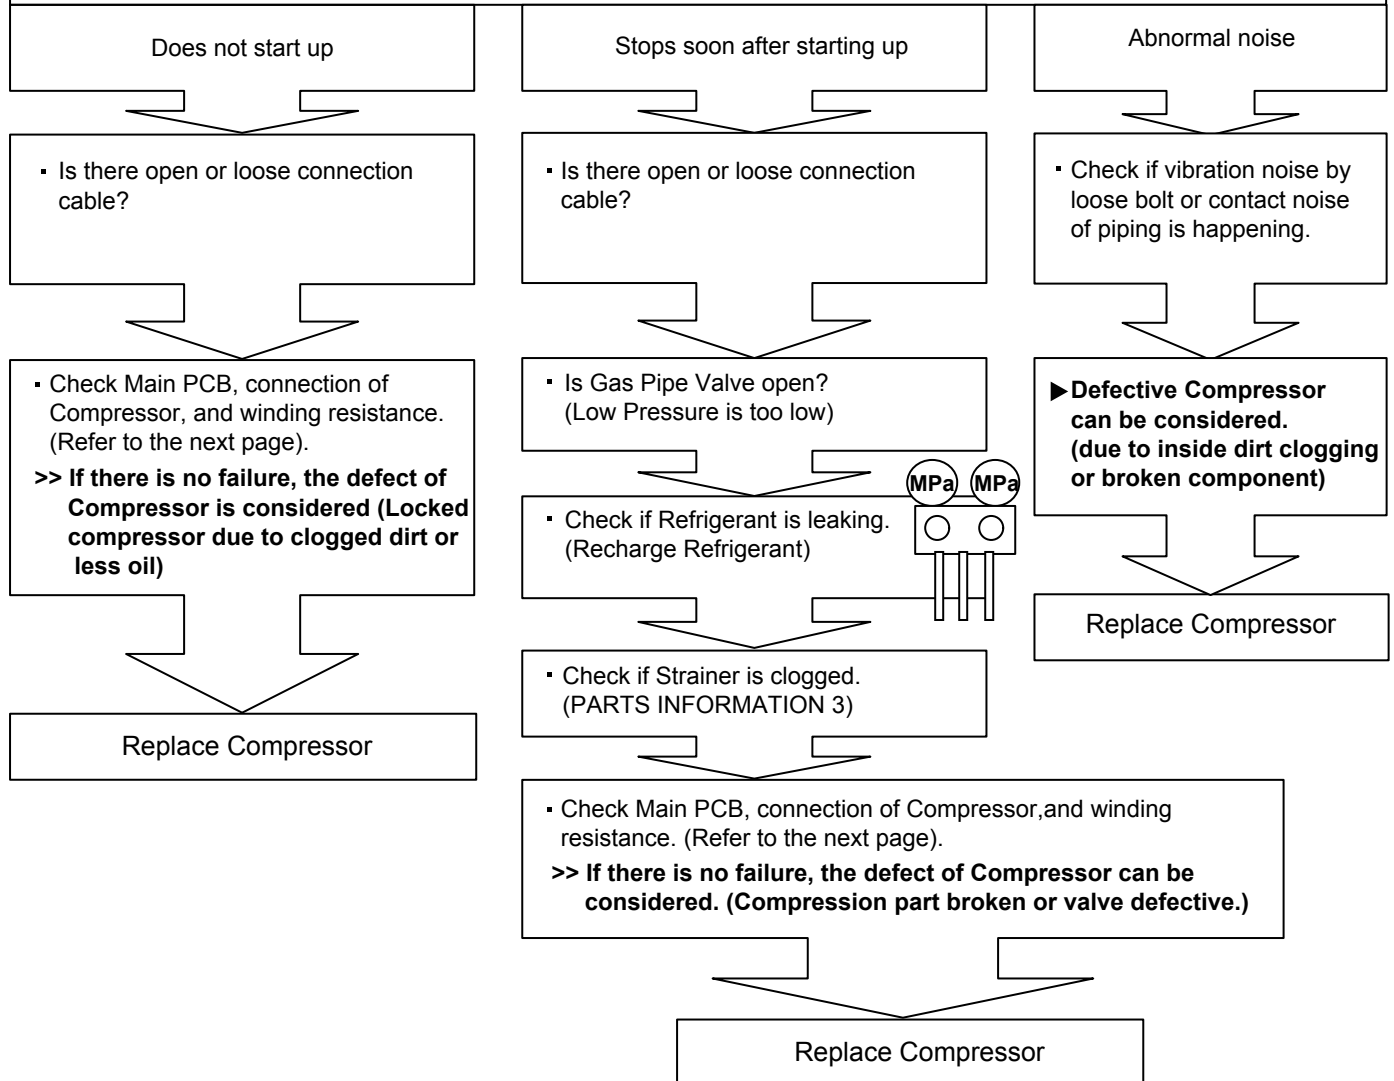 Does not start up
▪ Is there open or loose connection
cable?
▪ Check Main PCB, connection of
Compressor, and winding resistance.
(Refer to the next page).
>> If there is no failure, the defect of
Compressor is considered (Locked
compressor due to clogged dirt or
less oil)
Replace Compressor
Stops soon after starting up
▪ Is there open or loose connection
cable?
▪ Is Gas Pipe Valve open?
(Low Pressure is too low)
MPa MPa
▪ Check if Refrigerant is leaking.
(Recharge Refrigerant)
▪ Check if Strainer is clogged.
(PARTS INFORMATION 3)
▪ Check Main PCB, connection of Compressor,and winding
resistance. (Refer to the next page).
>> If there is no failure, the defect of Compressor can be
considered. (Compression part broken or valve defective.)
Replace Compressor
Abnormal noise
▪ Check if vibration noise by
loose bolt or contact noise
of piping is happening.
▶Defective Compressor
can be considered.
(due to inside dirt clogging
or broken component)
Replace Compressor